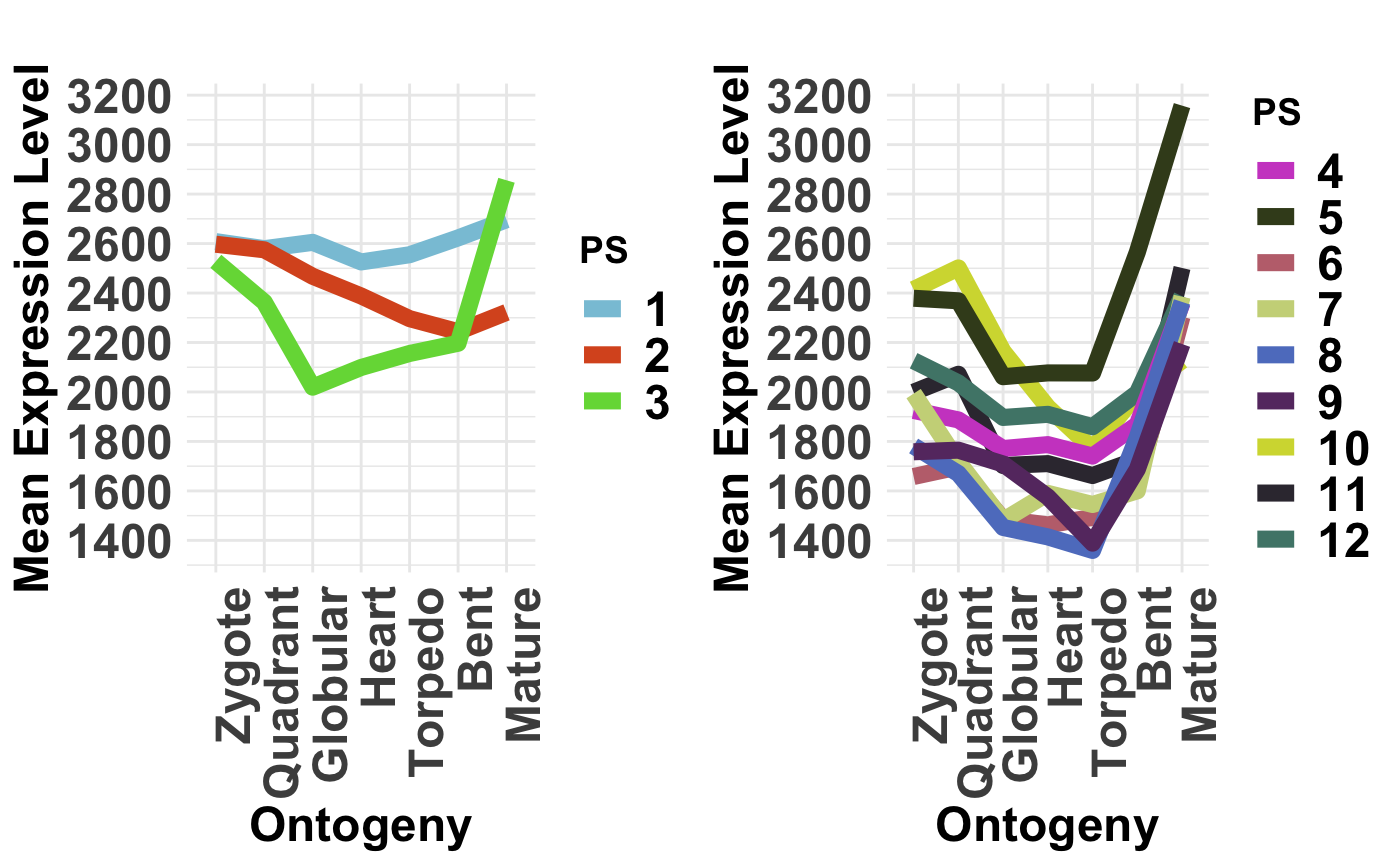 Mean Expression Level
3200
3000
2800
2600
2400
2200
2000
1800
1600
1400
Zygote
Quadrant
Globular
Heart
Torpedo
Bent
Mature
Ontogeny
PS
1
2
3
Mean Expression Level
3200
3000
2800
2600
2400
2200
2000
1800
1600
1400
Zygote
Quadrant
Globular
Heart
Torpedo
Bent
Mature
Ontogeny
PS
4
5
6
7
8
9
10
11
12